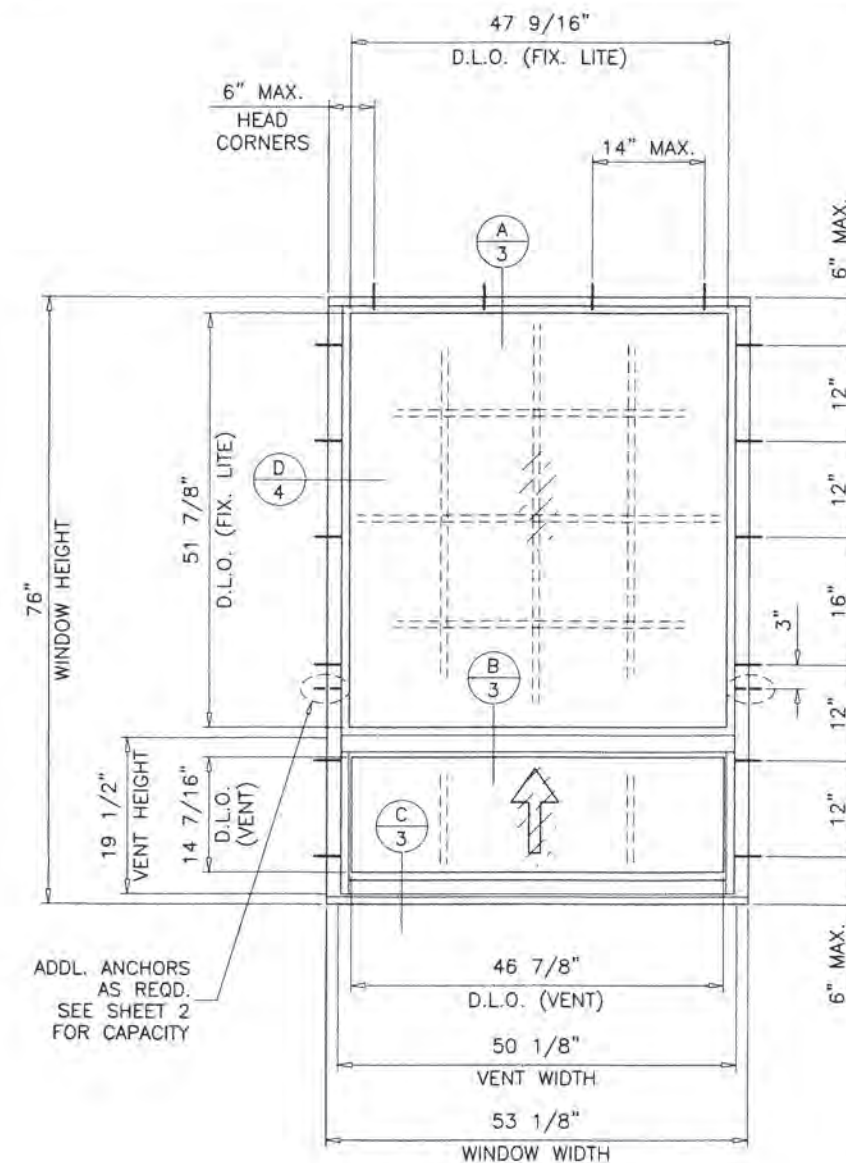 47 9/16"
D.L.O. (FIX. LITE)
6" MAX.
HEAD
CORNERS
14" MAX.
6" MAX.
A
3
12"
12"
D
4
51 7/8"
D.L.O. (FIX. LITE)
76"
WINDOW HEIGHT
16"
3"
B
3
12"
19 1/2"
VENT HEIGHT
14 7/16"
D.L.O.
(VENT)
C
3
12"
6" MAX.
ADDL. ANCHORS
AS REQD.
SEE SHEET 2
FOR CAPACITY
46 7/8"
D.L.O. (VENT)
50 1/8"
VENT WIDTH
53 1/8"
WINDOW WIDTH